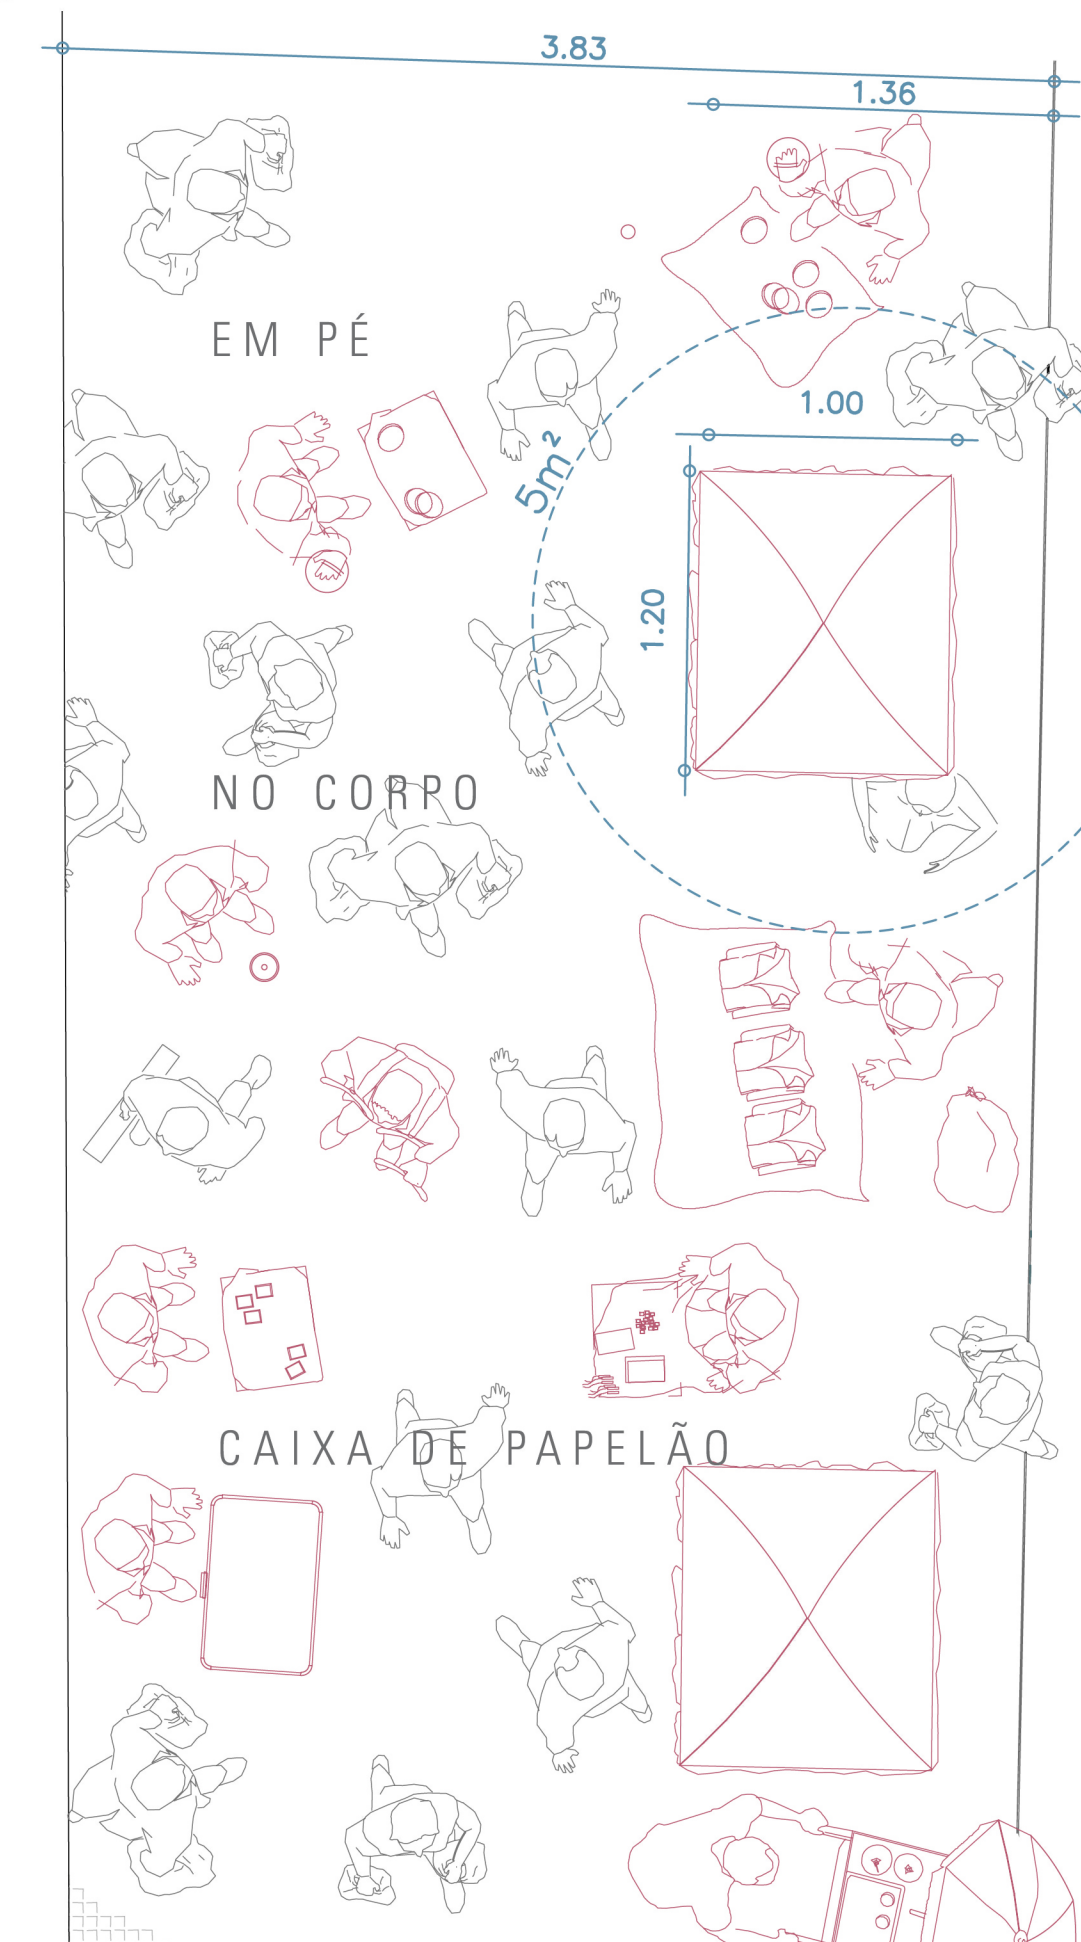 3.83
1.36
EM PÉ
1.00
5m²
1.20
NO CORPO
CAIXA DE PAPELÃO